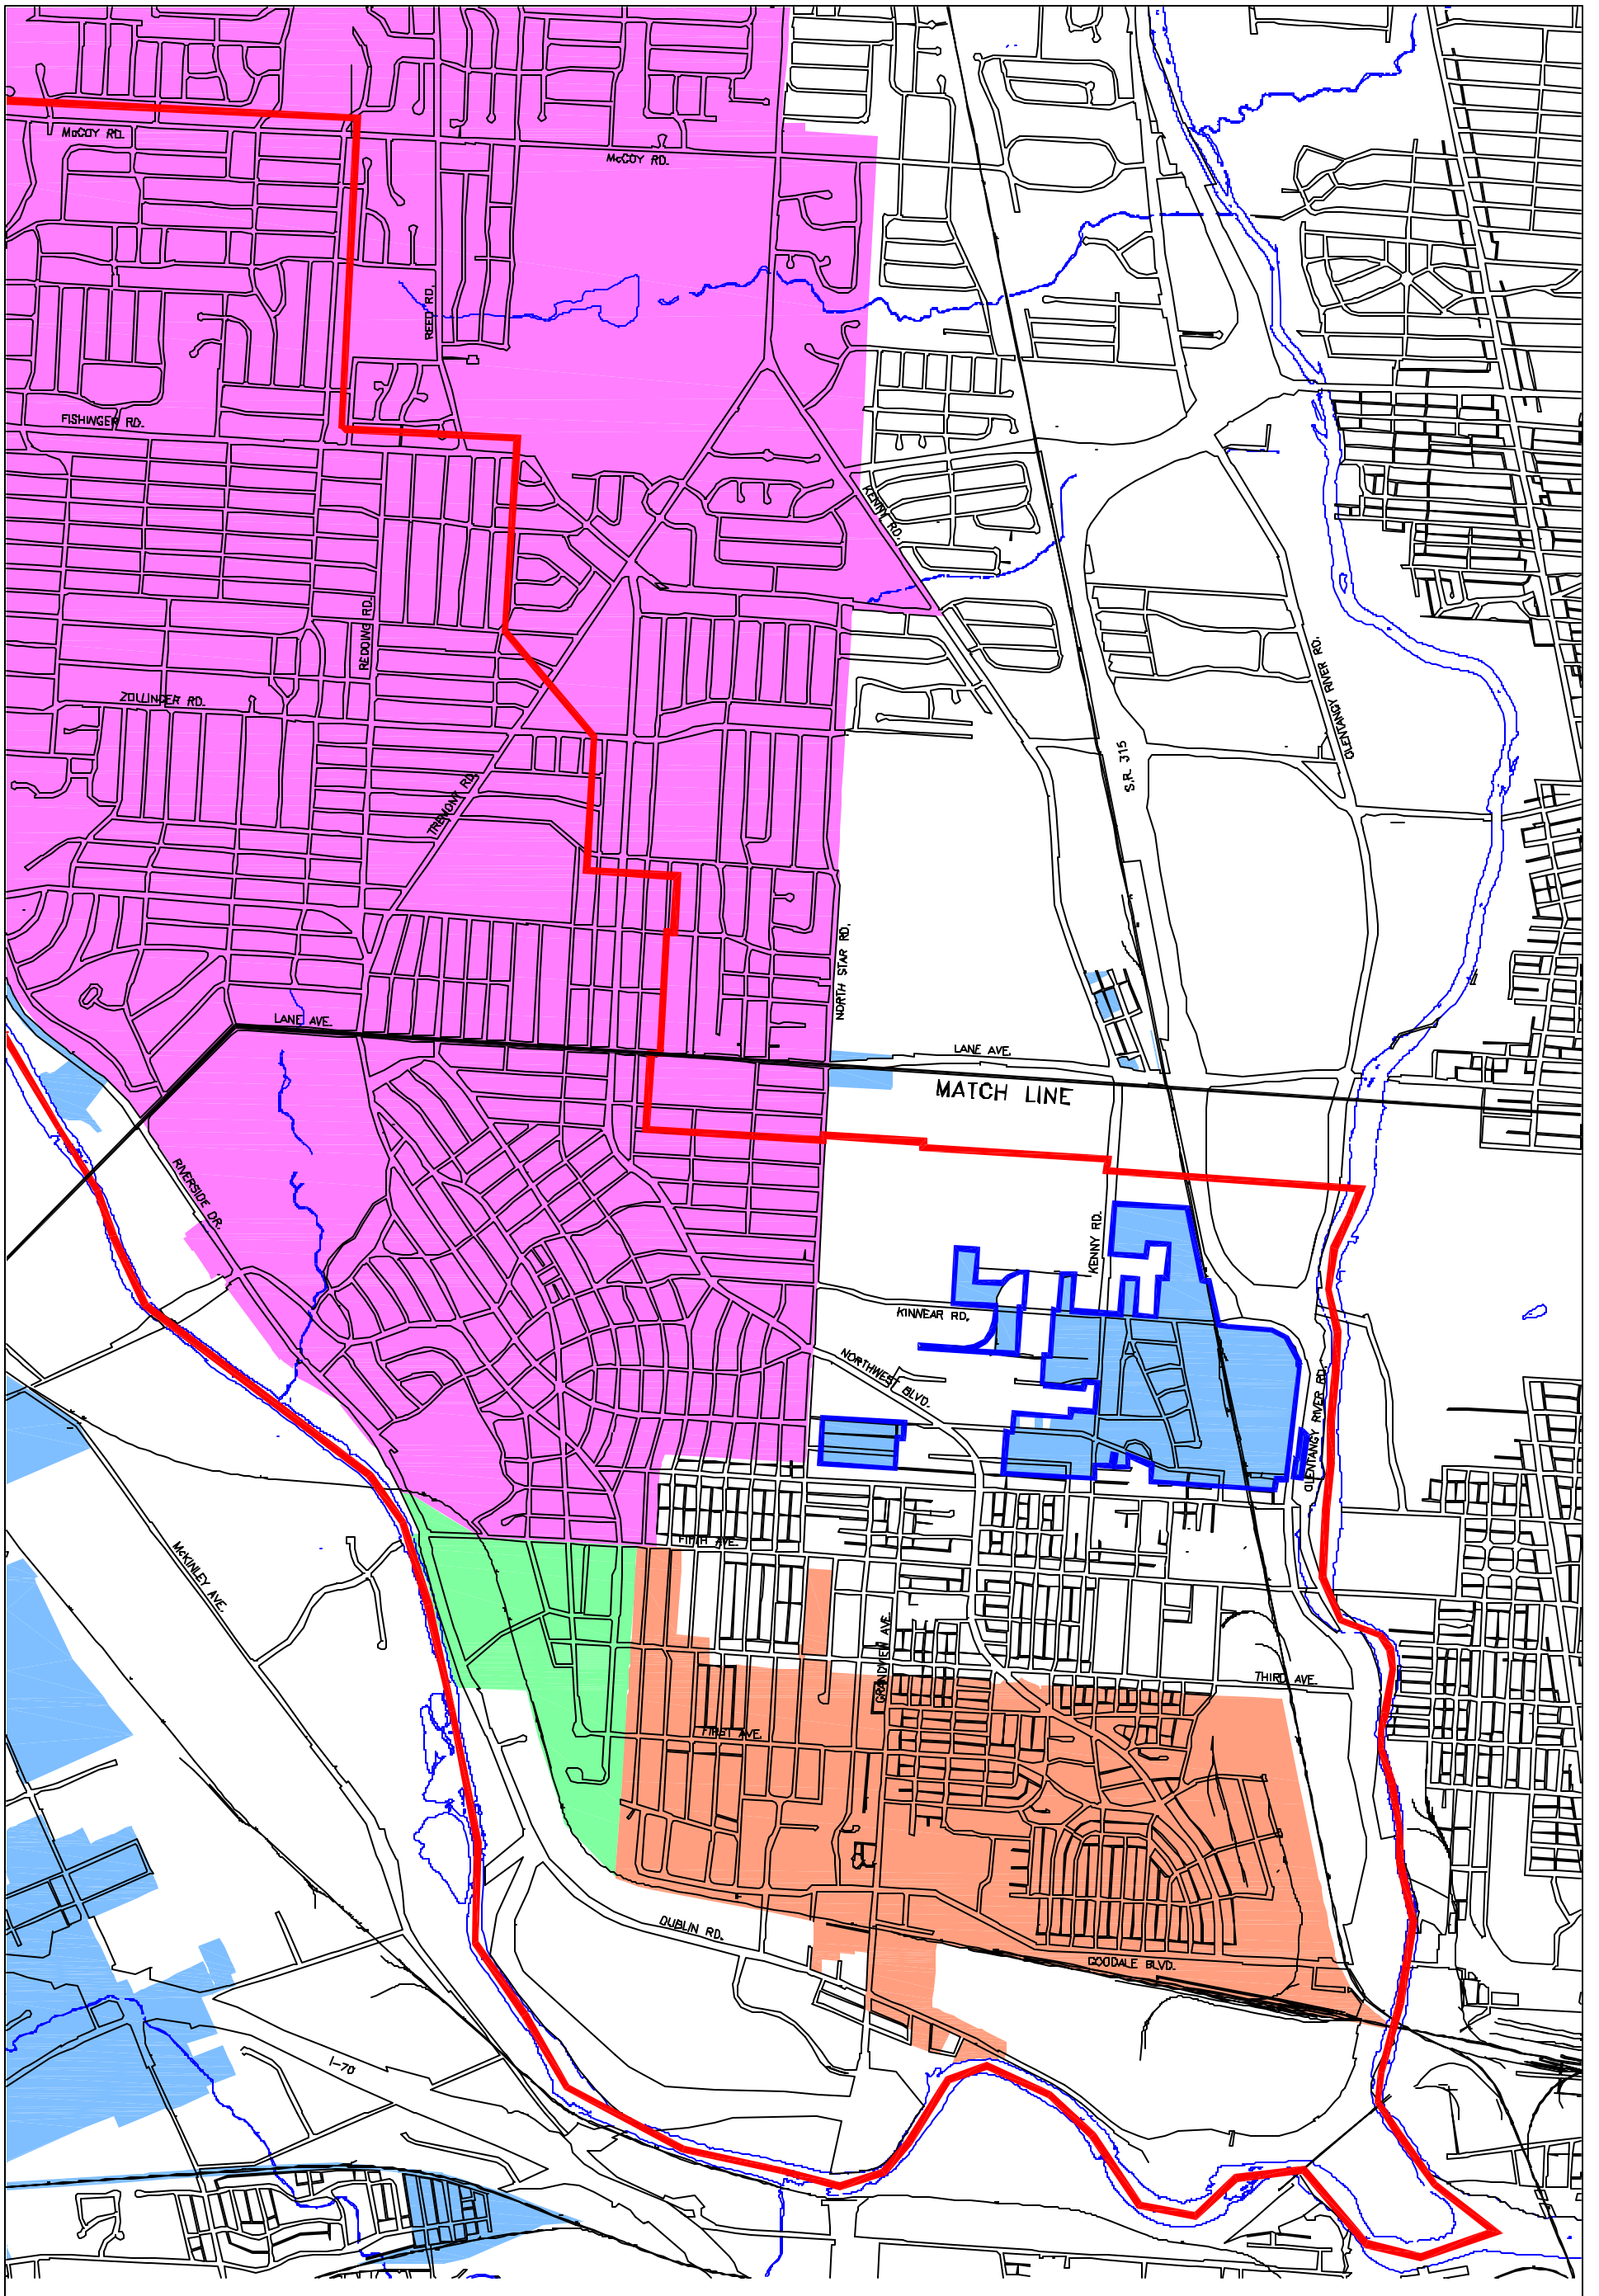 McCOY RD.
McCOY RD.
REED RD.
FISHINGER RD.
KENNY RD.
REDDING RD.
OLENTANGY RIVER RD.
ZOLLINGER RD.
S.R. 315
TREMONT RD.
NORTH STAR RD.
LANE AVE.
LANE AVE.
MATCH LINE
RIVERSIDE DR.
KENNY RD.
KINNEAR RD.
NORTHWEST BLVD.
OLENTANGY RIVER RD.
FIFTH AVE.
McKINLEY AVE.
GRANDVIEW AVE.
THIRD AVE.
FIRST AVE.
DUBLIN RD.
GOODALE BLVD.
I-70